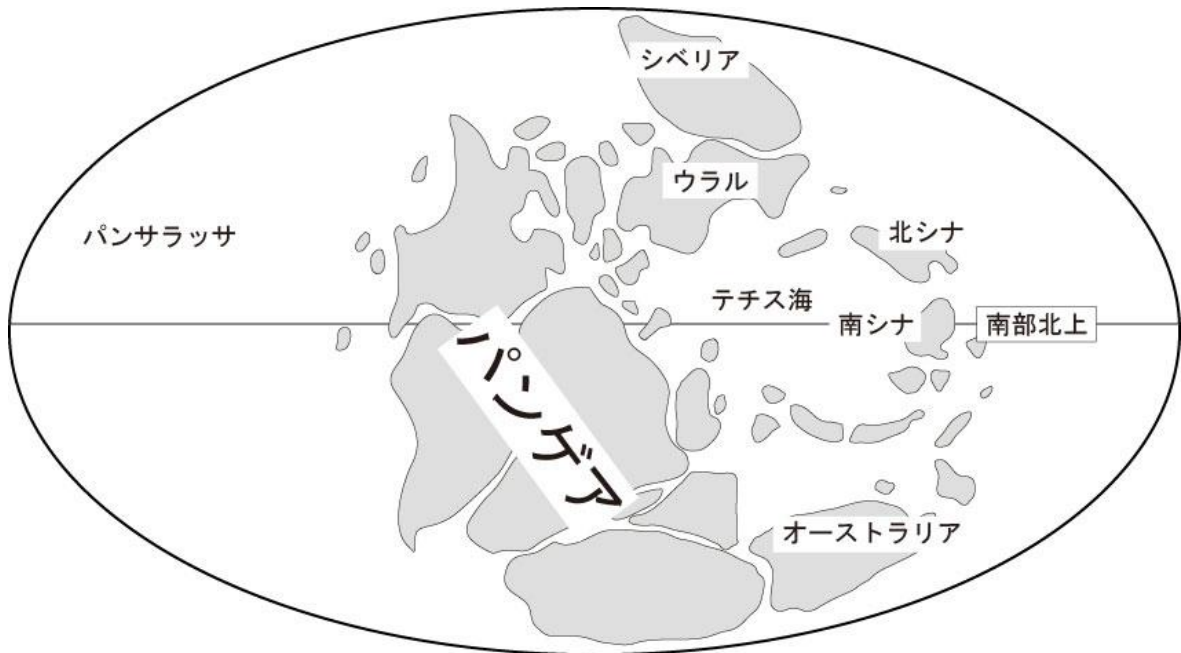 シベリア
ウラル
パンサラッサ
北シナ
テチス海
南シナ
南部北上
パンゲア
オーストラリア